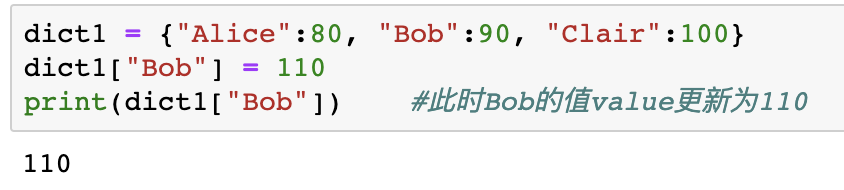 dict1 = {"Alice":80, "Bob":90, "Clair":100}
dict1["Bob"] = 110
print(dict1["Bob"])    #此时Bob的值value更新为110
110